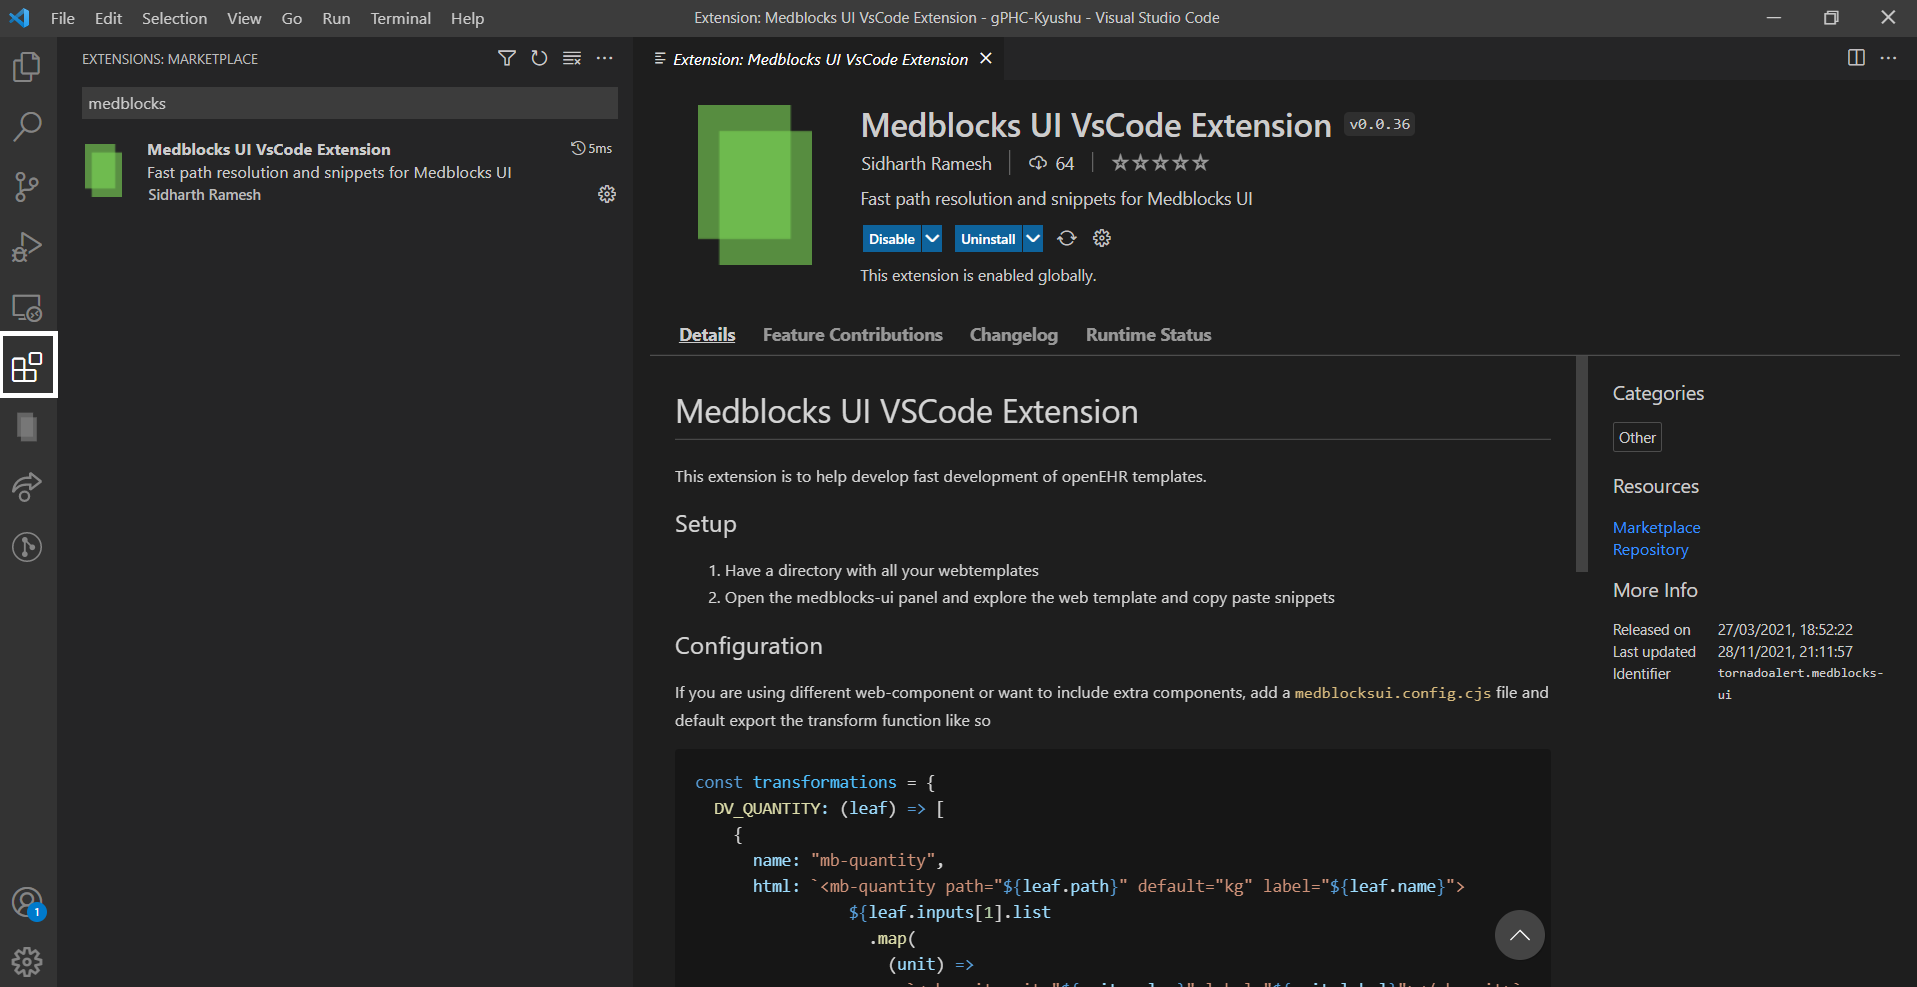 File Edit Selection View Go Run Terminal Help
Extension: Medblocks UI VsCode Extension - gPHC-Kyushu - Visual Studio Code
EXTENSIONS: MARKETPLACE
medblocks
Medblocks UI VsCode Extension
5ms
Fast path resolution and snippets for Medblocks UI
Sidharth Ramesh
1
Extension: Medblocks UI VsCode Extension
Medblocks UI VsCode Extension v0.0.36
Sidharth Ramesh 64
Fast path resolution and snippets for Medblocks UI
Disable Uninstall
This extension is enabled globally.
Details Feature Contributions Changelog Runtime Status
Medblocks UI VSCode Extension
This extension is to help develop fast development of openEHR templates.
Setup
1. Have a directory with all your webtemplates
2. Open the medblocks-ui panel and explore the web template and copy paste snippets
Configuration
If you are using different web-component or want to include extra components, add a medblocksui.config.cjs file and
default export the transform function like so
const transformations = {
DV_QUANTITY: (leaf) => [
{
name: "mb-quantity",
html: `<mb-quantity path="${leaf.path}" default="kg" label="${leaf.name}">
${leaf.inputs[1].list
.map(
(unit) =>
Categories
Other
Resources
Marketplace
Repository
More Info
Released on 27/03/2021, 18:52:22
Last updated 28/11/2021, 21:11:57
Identifier tornadoalert.medblocks-
ui